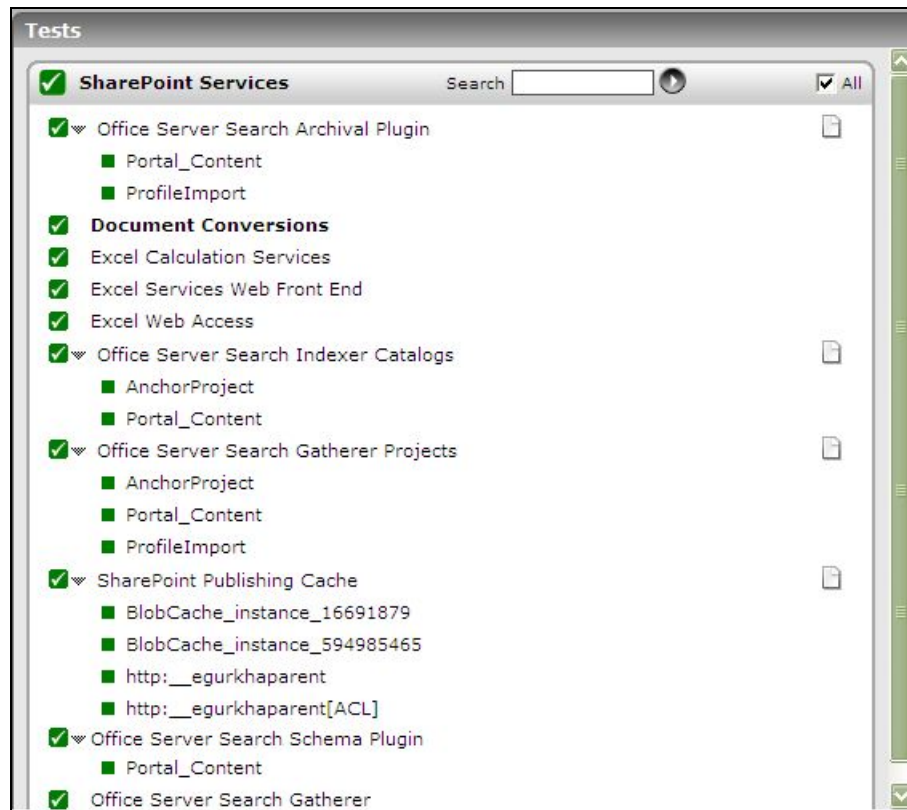 Tests
SharePoint Services Search All
Office Server Search Archival Plugin
Portal_Content
ProfileImport
Document Conversions
Excel Calculation Services
Excel Services Web Front End
Excel Web Access
Office Server Search Indexer Catalogs
AnchorProject
Portal_Content
Office Server Search Gatherer Projects
AnchorProject
Portal_Content
ProfileImport
SharePoint Publishing Cache
BlobCache_instance_16691879
BlobCache_instance_594985465
http:__egurkhaparent
http:__egurkhaparent[ACL]
Office Server Search Schema Plugin
Portal_Content
Office Server Search Gatherer